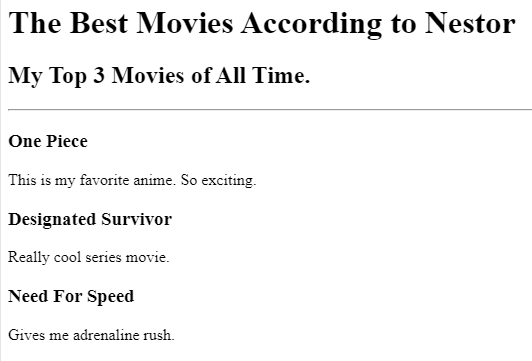 The Best Movies According to Nestor
My Top 3 Movies of All Time.
One Piece
This is my favorite anime. So exciting.
Designated Survivor
Really cool series movie.
Need For Speed
Gives me adrenaline rush.